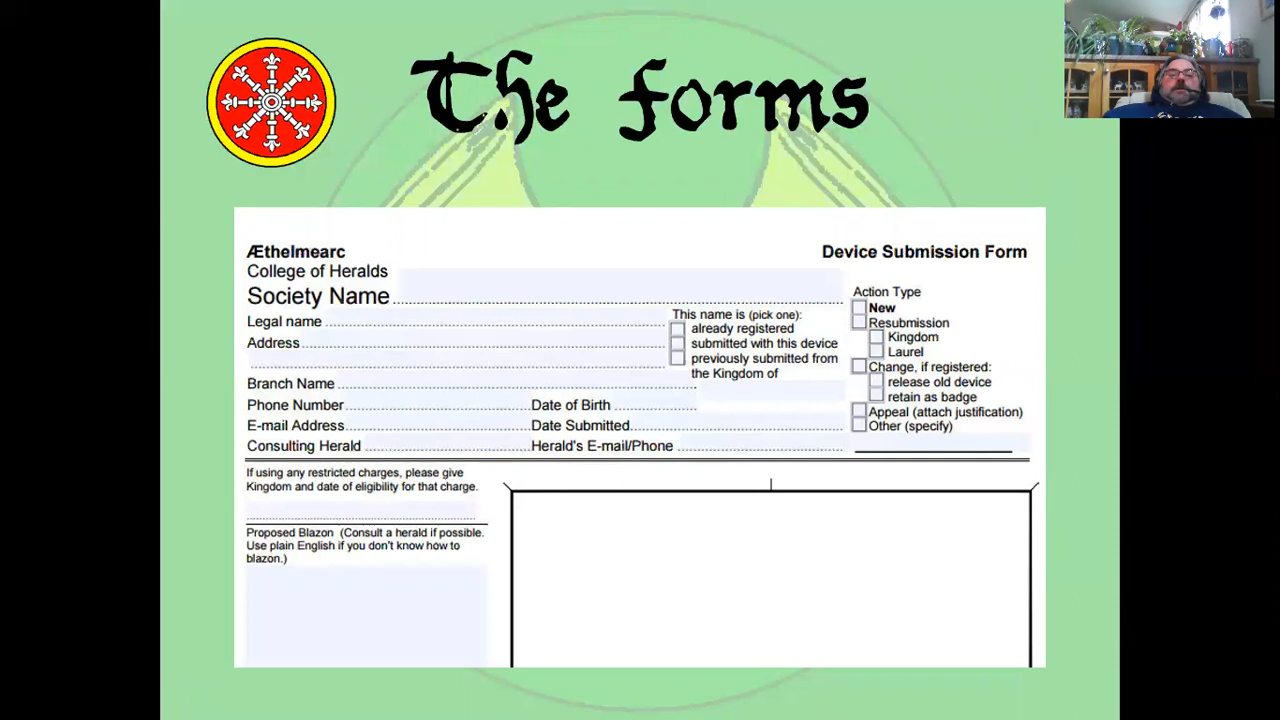 The Forms
Æthelmearc
Device Submission Form
College of Heralds
Society Name
Action Type
New
Resubmission
Kingdom
Laurel
Change, if registered:
release old device
retain as badge
Appeal (attach justification)
Other (specify)
Legal name
This name is (pick one):
already registered
submitted with this device
previously submitted from
the Kingdom of
Address
Branch Name
Phone Number
Date of Birth
E-mail Address
Date Submitted
Consulting Herald
Herald's E-mail/Phone
If using any restricted charges, please give
Kingdom and date of eligibility for that charge.
Proposed Blazon (Consult a herald if possible.
Use plain English if you don't know how to
blazon.)